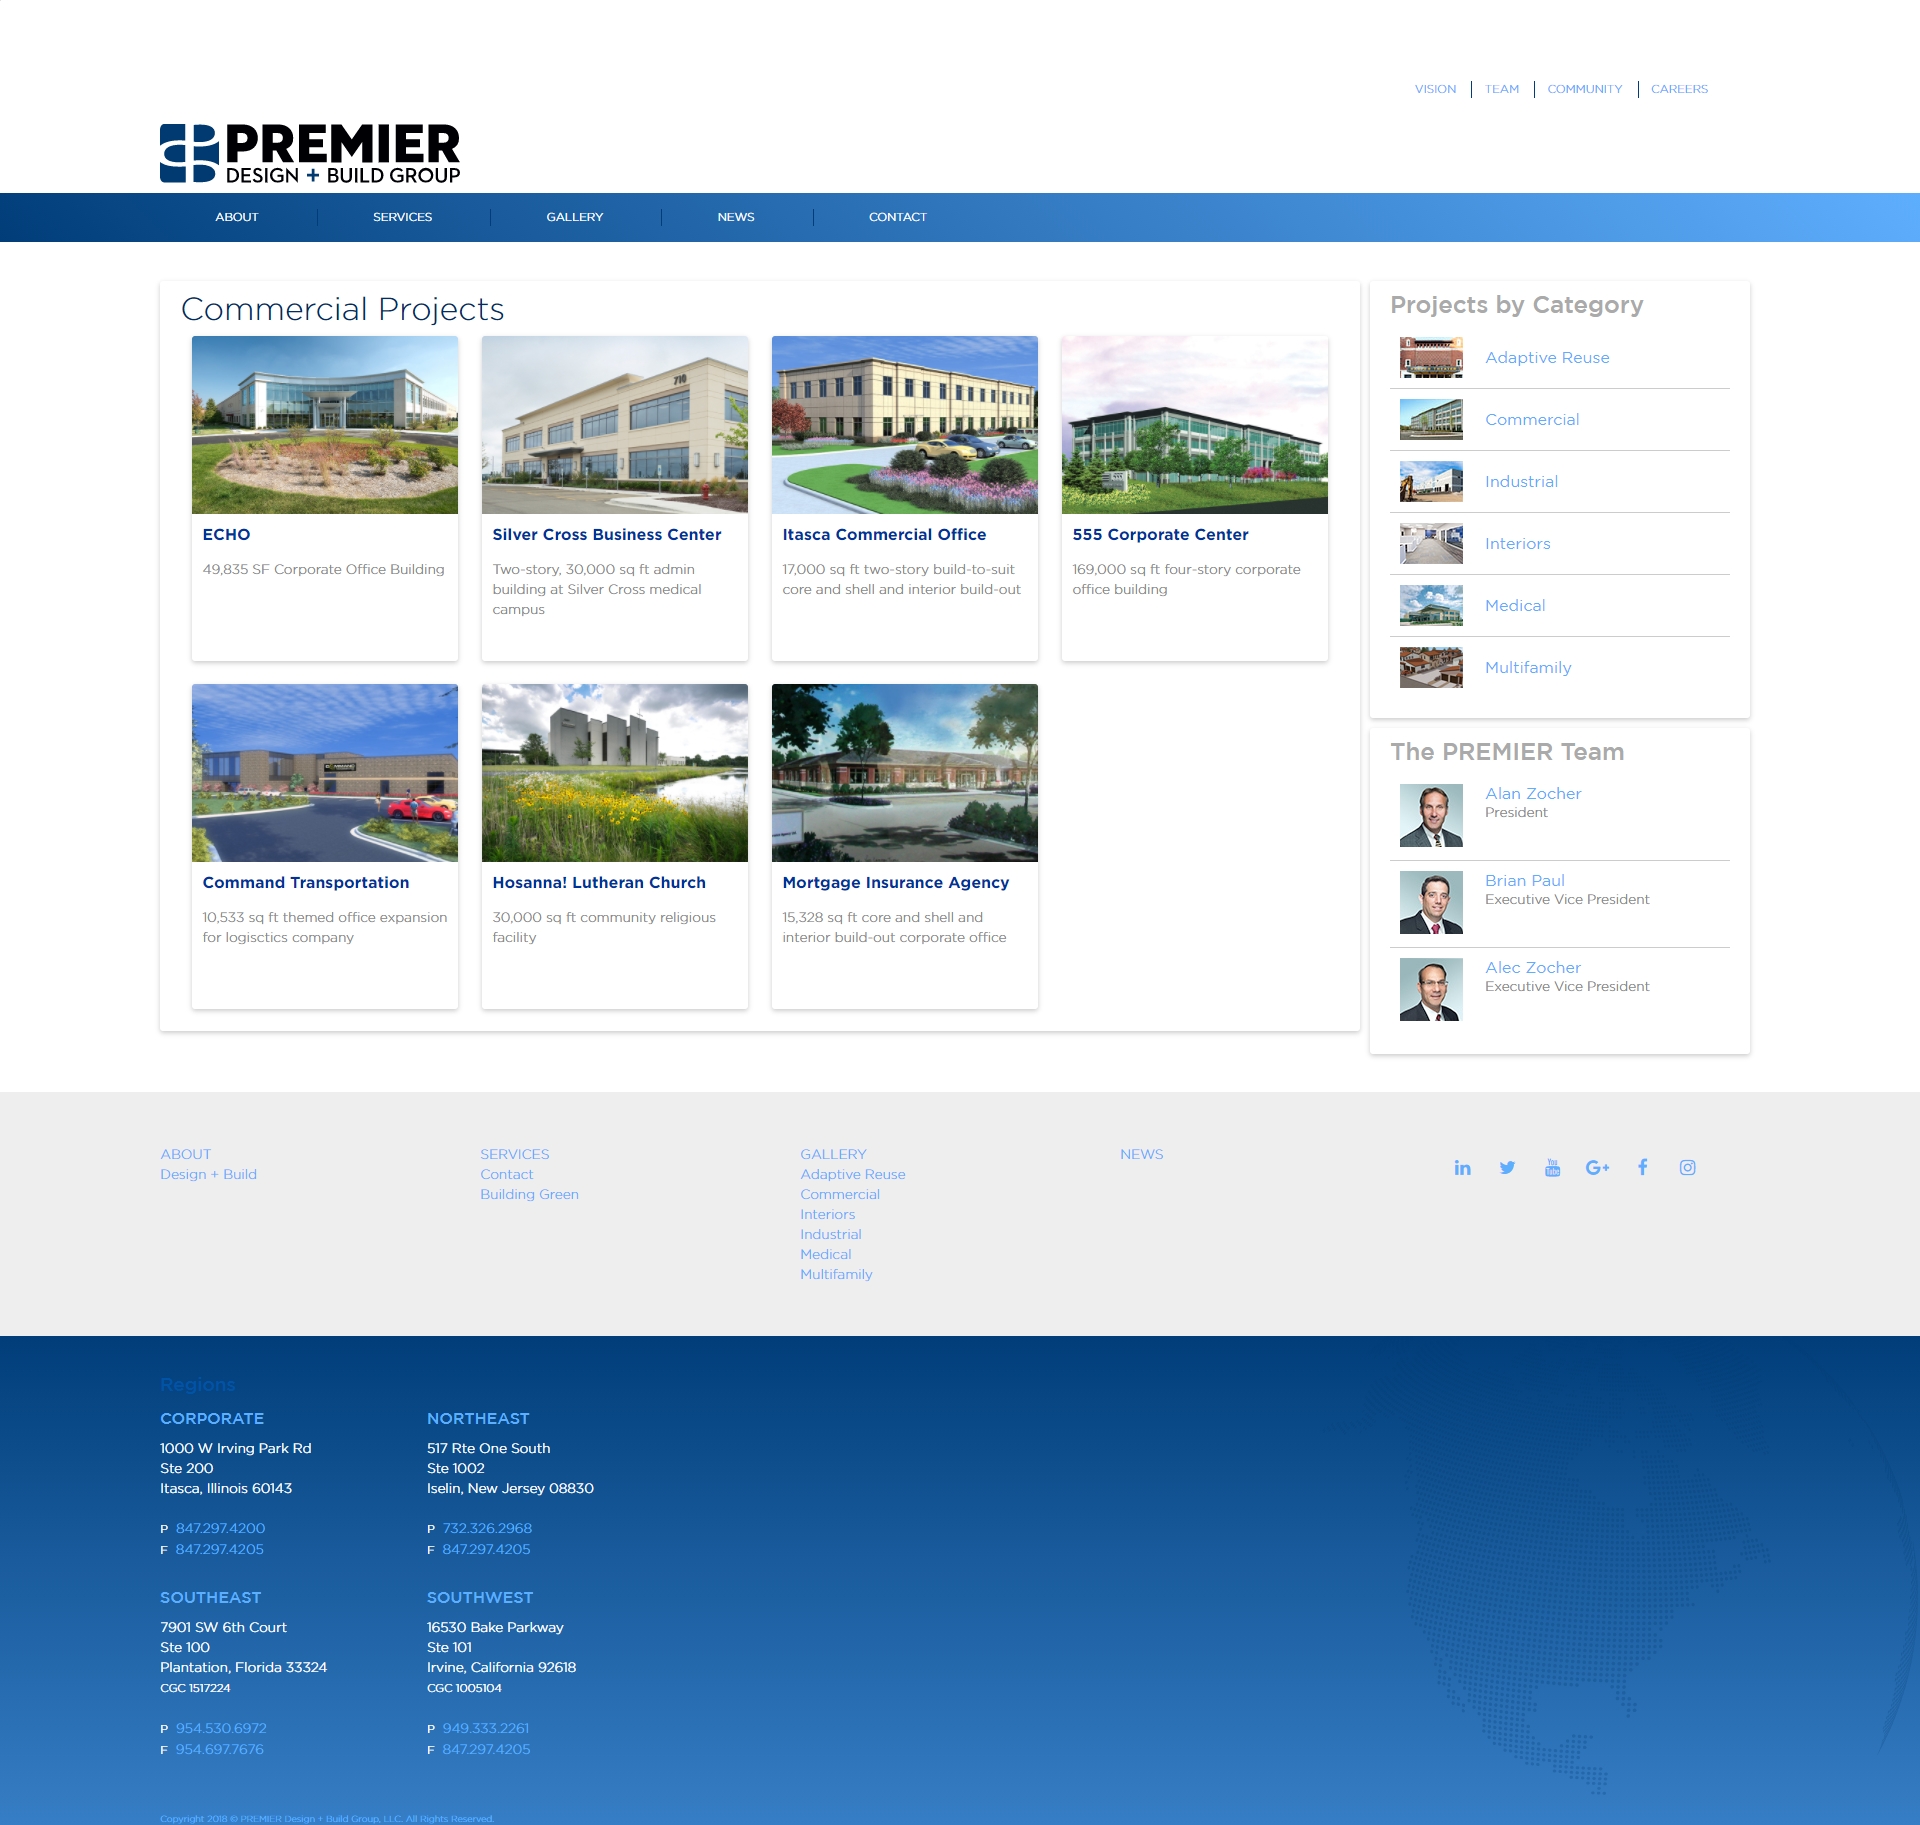 VISION
TEAM
COMMUNITY
CAREERS
PREMIER
DESIGN + BUILD GROUP
ABOUT
SERVICES
GALLERY
NEWS
CONTACT
Commercial Projects
710
555
ECHO
49,835 SF Corporate Office Building
Silver Cross Business Center
Two-story, 30,000 sq ft admin
building at Silver Cross medical
campus
Itasca Commercial Office
17,000 sq ft two-story build-to-suit
core and shell and interior build-out
555 Corporate Center
169,000 sq ft four-story corporate
office building
Command Transportation
10,533 sq ft themed office expansion
for logisctics company
Hosanna! Lutheran Church
30,000 sq ft community religious
facility
Mortgage Insurance Agency
15,328 sq ft core and shell and
interior build-out corporate office
Projects by Category
Adaptive Reuse
Commercial
Industrial
Interiors
Medical
Multifamily
The PREMIER Team
Alan Zocher
President
Brian Paul
Executive Vice President
Alec Zocher
Executive Vice President
ABOUT
Design + Build
SERVICES
Contact
Building Green
GALLERY
Adaptive Reuse
Commercial
Interiors
Industrial
Medical
Multifamily
NEWS
Regions
CORPORATE
1000 W Irving Park Rd
Ste 200
Itasca, Illinois 60143
P 847.297.4200
F 847.297.4205
NORTHEAST
517 Rte One South
Ste 1002
Iselin, New Jersey 08830
P 732.326.2968
F 847.297.4205
SOUTHEAST
7901 SW 6th Court
Ste 100
Plantation, Florida 33324
CGC 1517224
P 954.530.6972
F 954.697.7676
SOUTHWEST
16530 Bake Parkway
Ste 101
Irvine, California 92618
CGC 1005104
P 949.333.2261
F 847.297.4205
Copyright 2018 © PREMIER Design + Build Group, LLC. All Rights Reserved.